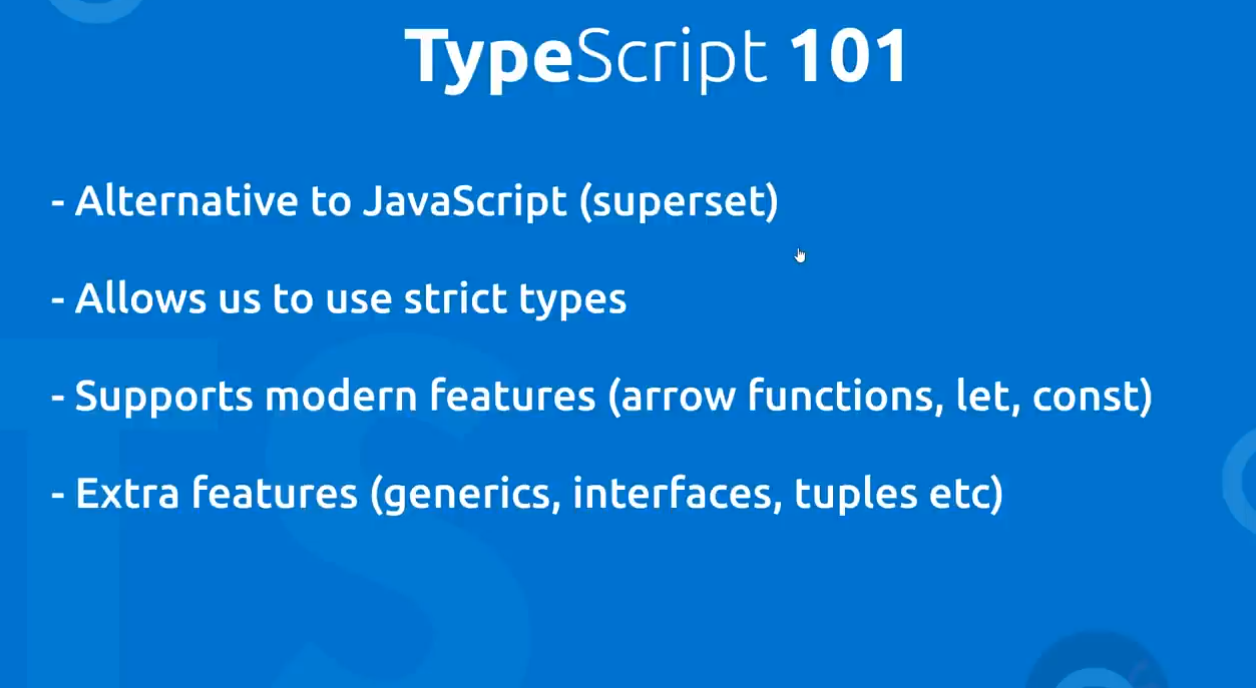 TypeScript 101
- Alternative to JavaScript (superset)
- Allows us to use strict types
- Supports modern features (arrow functions, let, const)
- Extra features (generics, interfaces, tuples etc)
TS